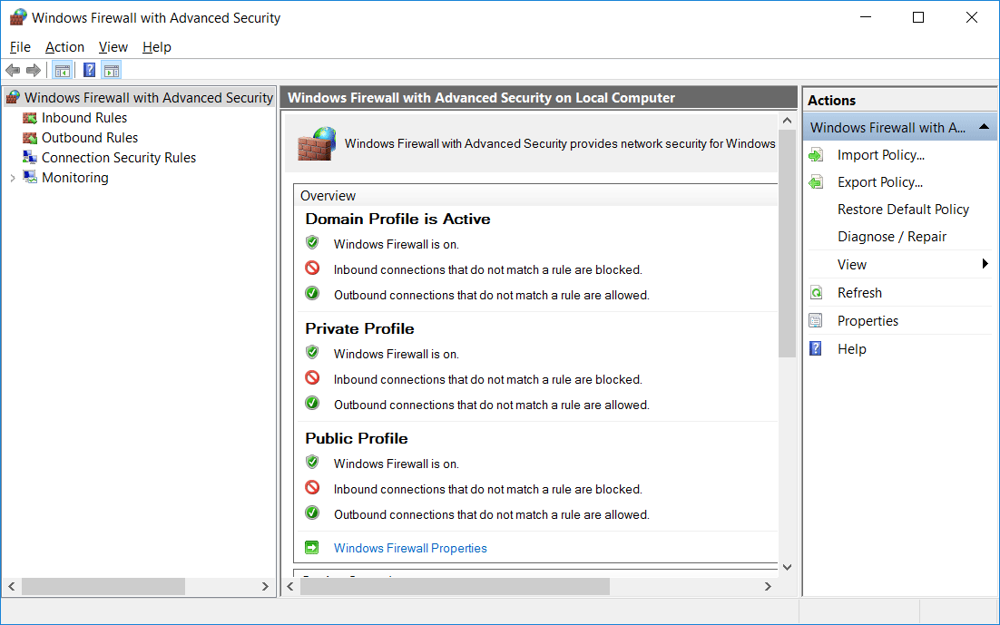 Windows Firewall with Advanced Security
File Action View Help
Windows Firewall with Advanced Security
Inbound Rules
Outbound Rules
Connection Security Rules
Monitoring
Windows Firewall with Advanced Security on Local Computer
Windows Firewall with Advanced Security provides network security for Windows
Overview
Domain Profile is Active
Windows Firewall is on.
Inbound connections that do not match a rule are blocked.
Outbound connections that do not match a rule are allowed.
Private Profile
Windows Firewall is on.
Inbound connections that do not match a rule are blocked.
Outbound connections that do not match a rule are allowed.
Public Profile
Windows Firewall is on.
Inbound connections that do not match a rule are blocked.
Outbound connections that do not match a rule are allowed.
Windows Firewall Properties
Actions
Windows Firewall with A...
Import Policy...
Export Policy...
Restore Default Policy
Diagnose / Repair
View
Refresh
Properties
Help